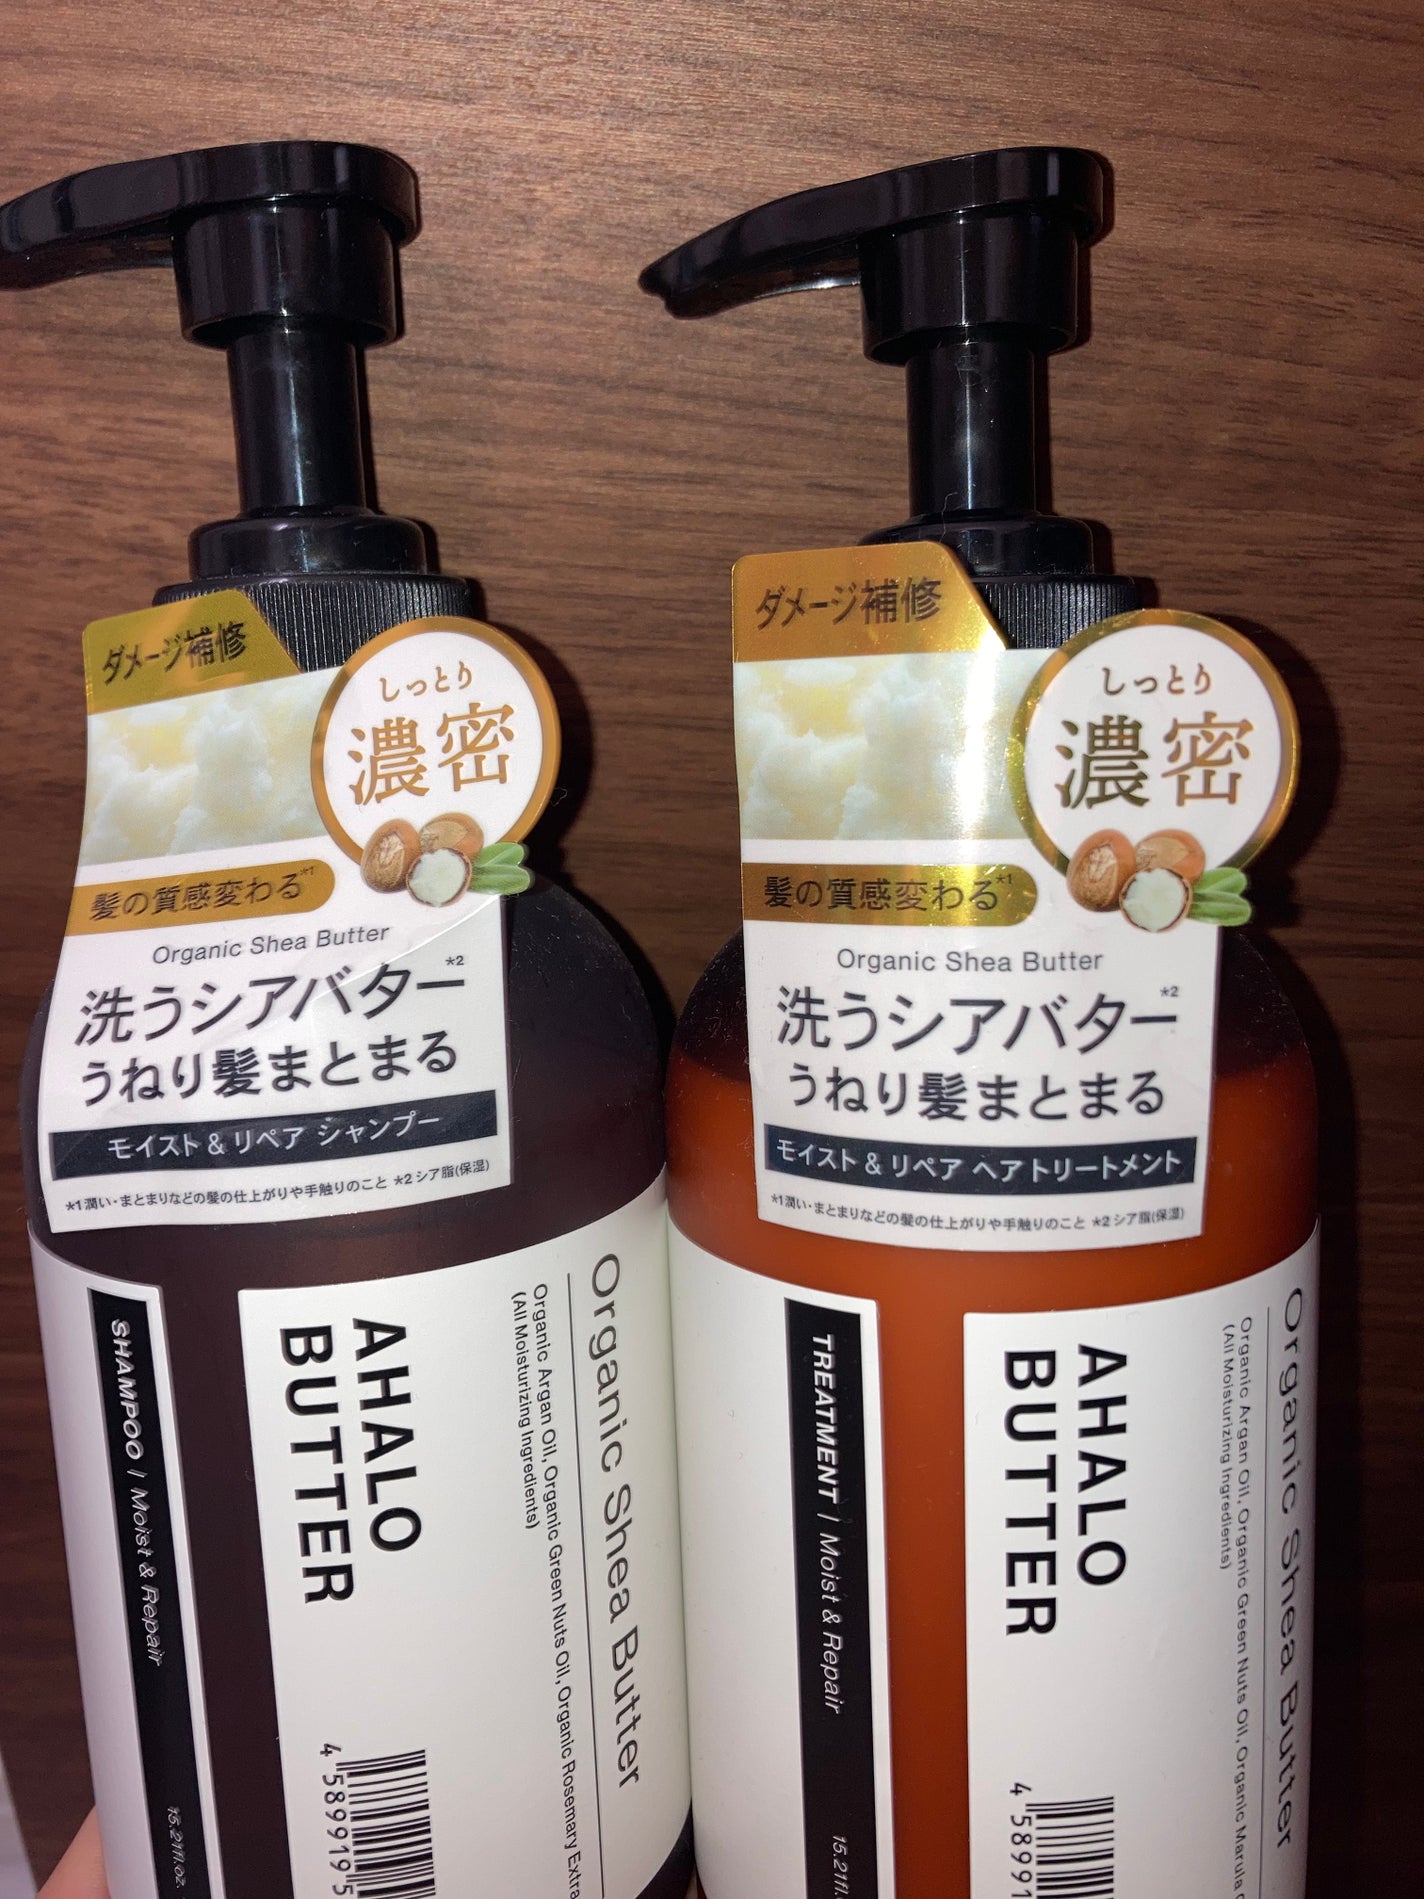 ダメージ補修
しっとり
濃密
髪の質感変わる*1
Organic Shea Butter
洗うシアバター*2
うねり髪まとまる
モイスト & リペア シャンプー
*1潤い・まとまりなどの髪の仕上がりや手触りのこと *2 シア脂(保湿)
Organic Shea Butter
Organic Argan Oil, Organic Green Nuts Oil, Organic Rosemary Extra
(All Moisturizing Ingredients)
AHALO
BUTTER
4 589919 5
SHAMPOO / Moist & Repair
15.21fl.oz.
ダメージ補修
しっとり
濃密
髪の質感変わる*1
Organic Shea Butter
洗うシアバター*2
うねり髪まとまる
モイスト & リペア ヘアトリートメント
*1潤い・まとまりなどの髪の仕上がりや手触りのこと *2 シア脂(保湿)
Organic Shea Butter
Organic Argan Oil, Organic Green Nuts Oil, Organic Marula
(All Moisturizing Ingredients)
AHALO
BUTTER
4 58991
TREATMENT / Moist & Repair
15.21fl.